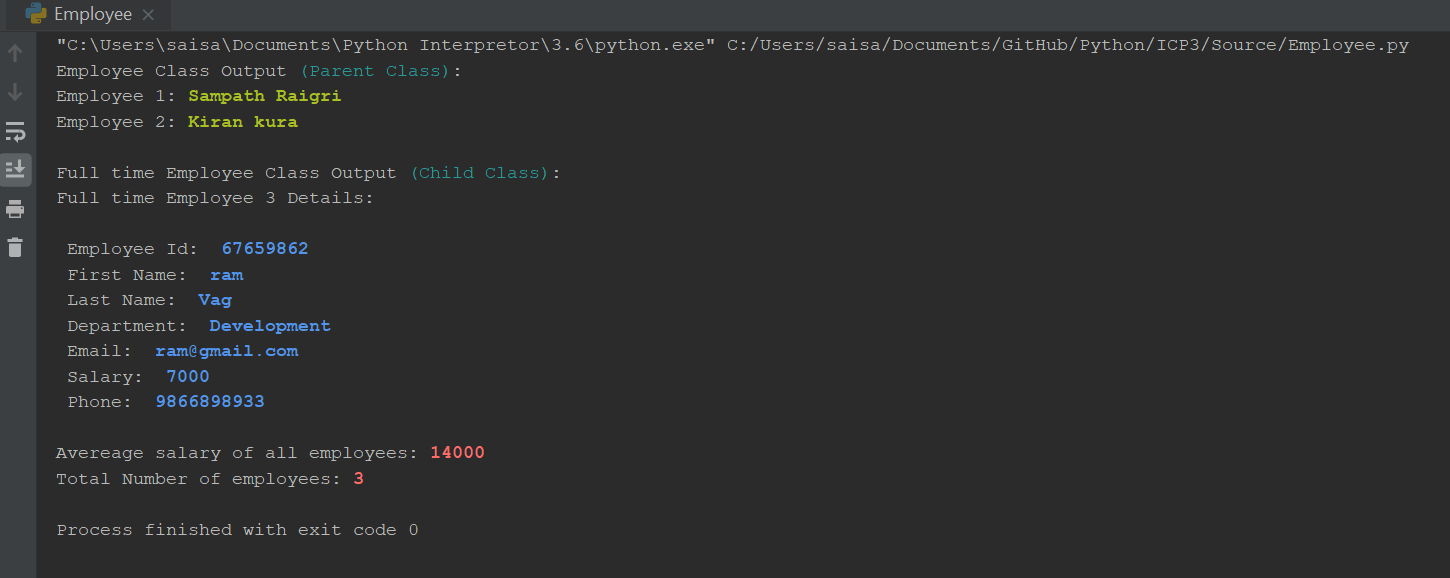 Employee
"C:\Users\saisa\Documents\Python Interpretor\3.6\python.exe" C:/Users/saisa/Documents/GitHub/Python/ICP3/Source/Employee.py
Employee Class Output (Parent Class):
Employee 1: Sampath Raigri
Employee 2: Kiran kura
Full time Employee Class Output (Child Class):
Full time Employee 3 Details:
Employee Id: 67659862
First Name: ram
Last Name: Vag
Department: Development
Email: ram@gmail.com
Salary: 7000
Phone: 9866898933
Avereage salary of all employees: 14000
Total Number of employees: 3
Process finished with exit code 0